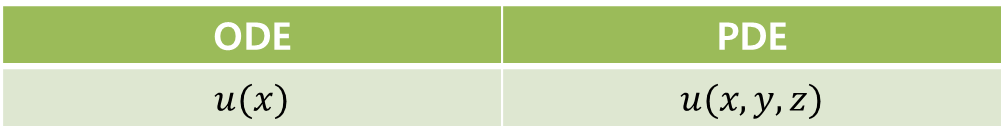 ODE PDE
u(x) u(x, y, z)